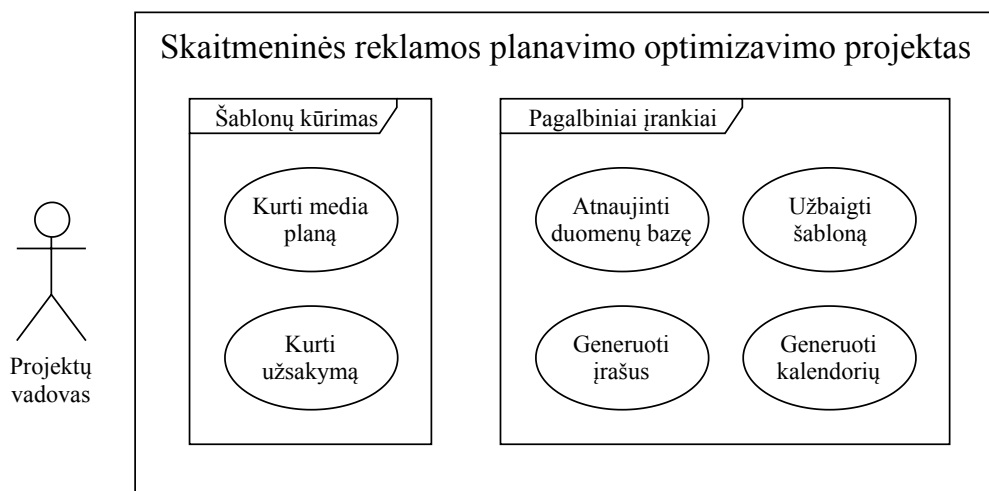 Skaitmeninės reklamos planavimo optimizavimo projektas
Šablonų kūrimas
Kurti media
planą
Kurti
užsakymą
Pagalbiniai įrankiai
Atnaujinti
duomenų bazę
Užbaigti
šabloną
Generuoti
įrašus
Generuoti
kalendorių
Projektų
vadovas